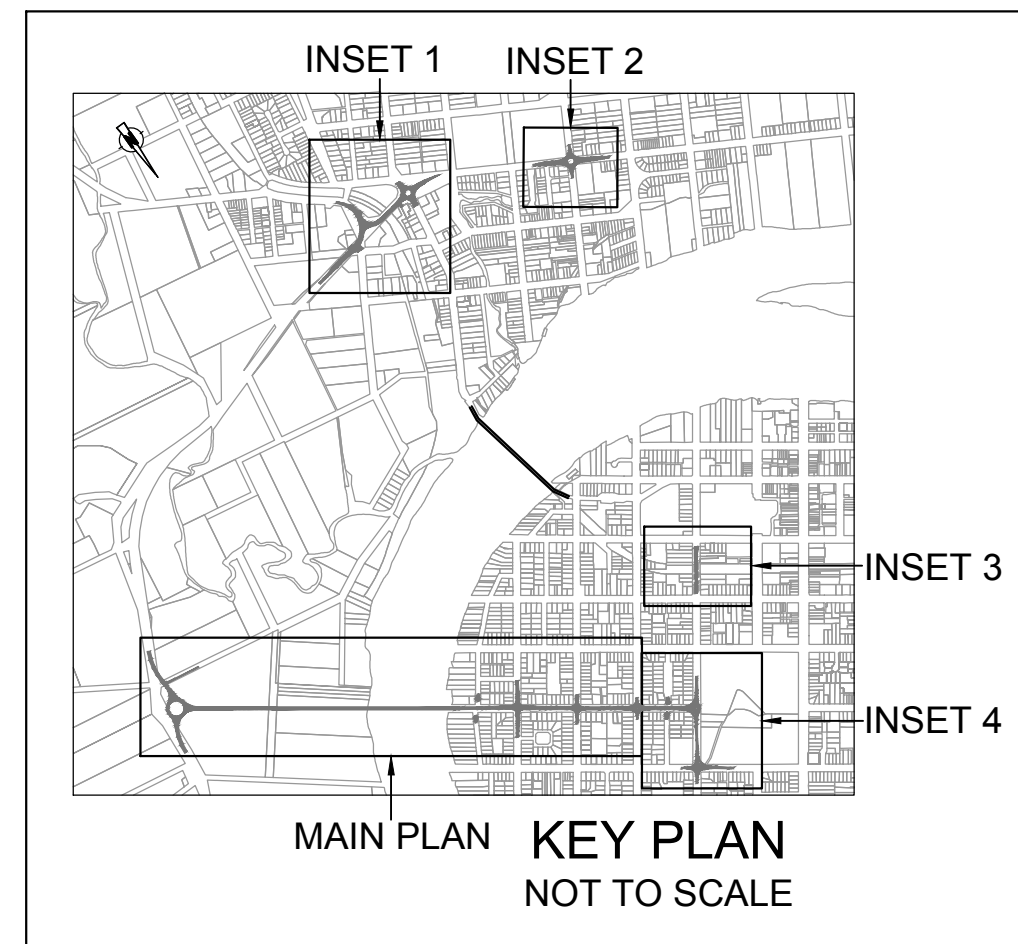 INSET 1
INSET 2
INSET 3
INSET 4
MAIN PLAN
KEY PLAN
NOT TO SCALE